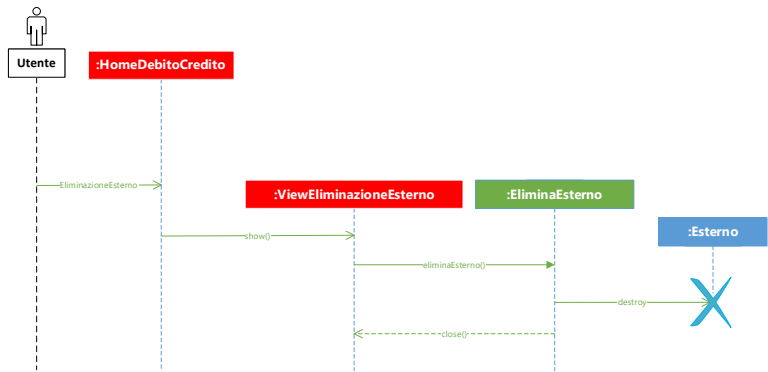 Utente
:HomeDebitoCredito
EliminazioneEsterno
:ViewEliminazioneEsterno
:EliminaEsterno
:Esterno
show()
eliminaEsterno()
destroy
close()